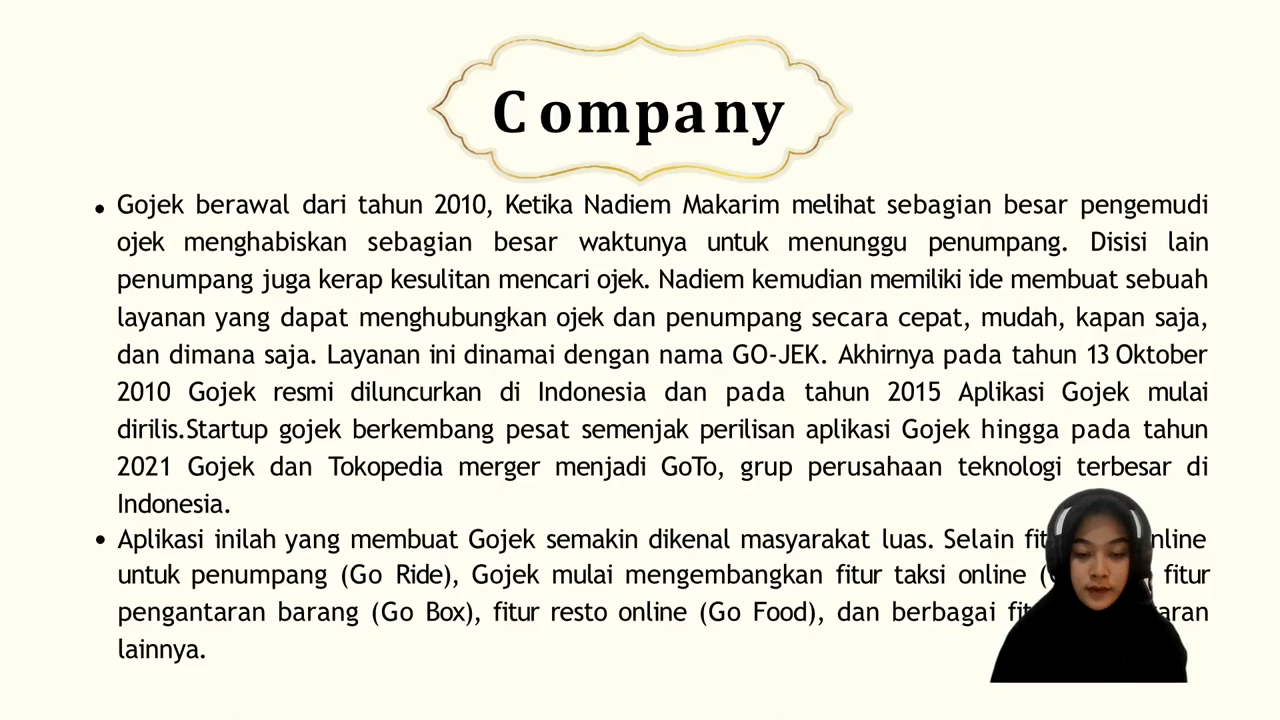 Company
• Gojek berawal dari tahun 2010, Ketika Nadiem Makarim melihat sebagian besar pengemudi
ojek menghabiskan sebagian besar waktunya untuk menunggu penumpang. Disisi lain
penumpang juga kerap kesulitan mencari ojek. Nadiem kemudian memiliki ide membuat sebuah
layanan yang dapat menghubungkan ojek dan penumpang secara cepat, mudah, kapan saja,
dan dimana saja. Layanan ini dinamai dengan nama GO-JEK. Akhirnya pada tahun 13 Oktober
2010 Gojek resmi diluncurkan di Indonesia dan pada tahun 2015 Aplikasi Gojek mulai
dirilis.Startup gojek berkembang pesat semenjak perilisan aplikasi Gojek hingga pada tahun
2021 Gojek dan Tokopedia merger menjadi GoTo, grup perusahaan teknologi terbesar di
Indonesia.
• Aplikasi inilah yang membuat Gojek semakin dikenal masyarakat luas. Selain
untuk penumpang (Go Ride), Gojek mulai mengembangkan fitur taksi online fitur
pengantaran barang (Go Box), fitur resto online (Go Food), dan berbagai
lainnya.